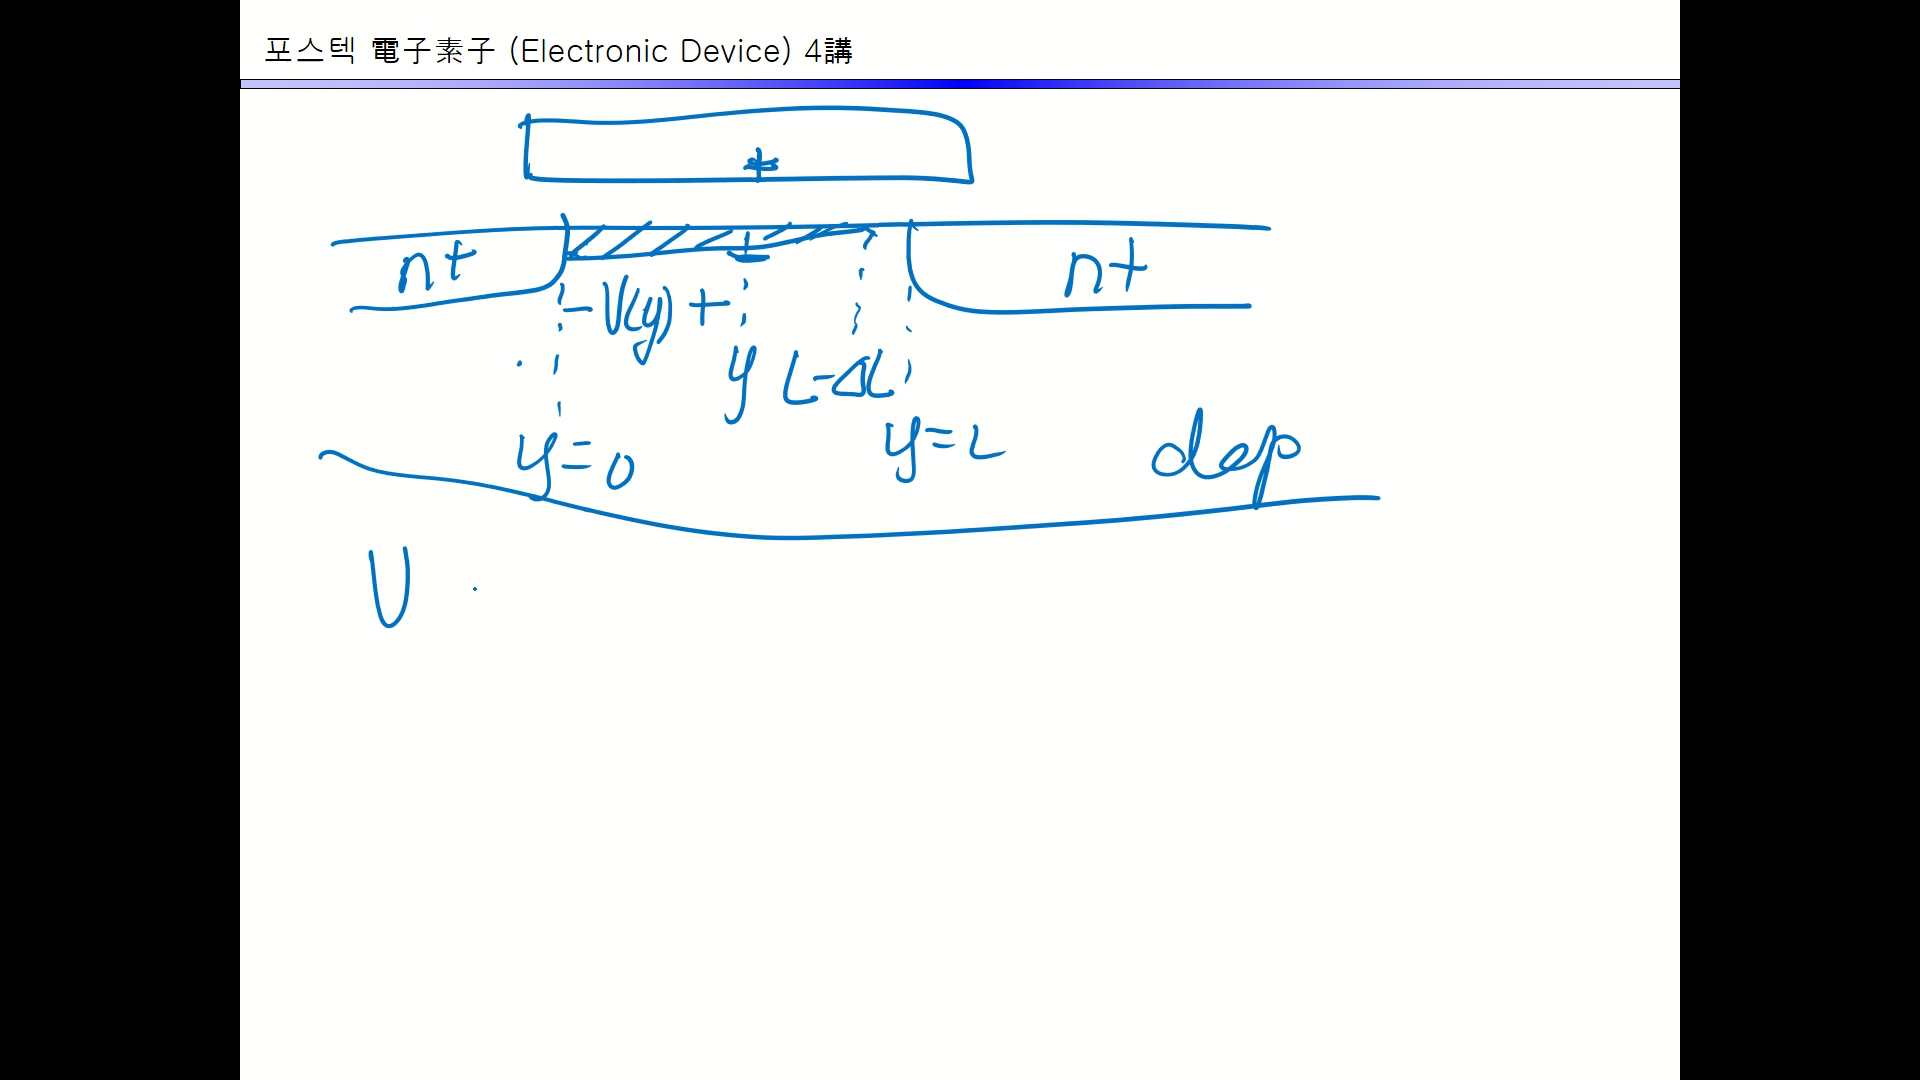 포스텍 電子素子 (Electronic Device) 4講
n+ n+
- V(y) +
y L-ΔL
y=0 y=L dep
V